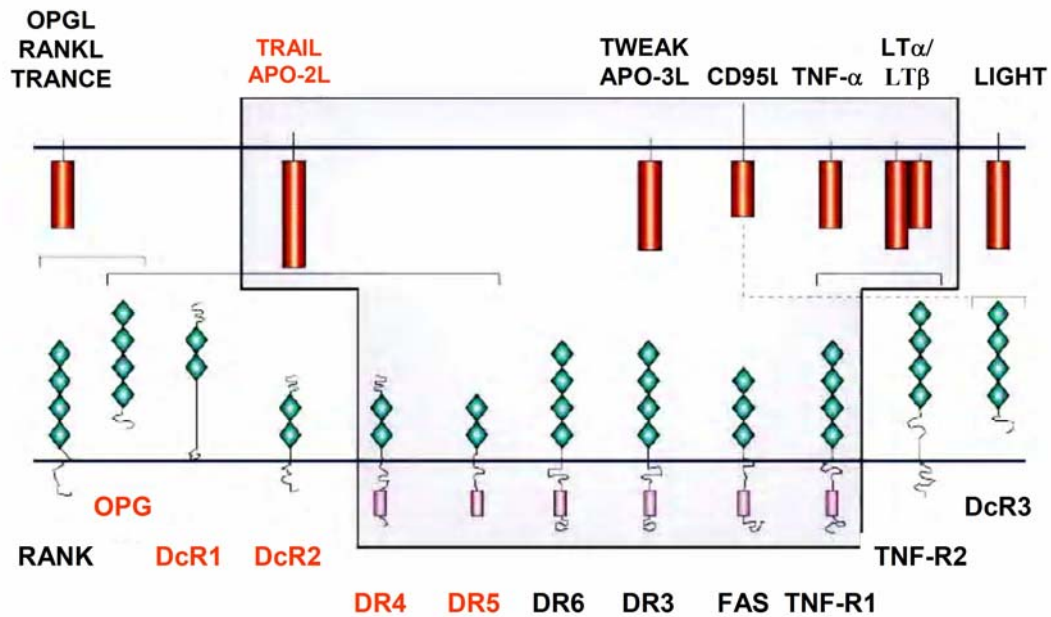 OPGL
RANKL
TRANCE
TRAIL
APO-2L
TWEAK
APO-3L
CD95L
TNF-α
LTα/
LTβ
LIGHT
OPG
RANK
DcR1
DcR2
DR4
DR5
DR6
DR3
FAS
TNF-R1
TNF-R2
DcR3